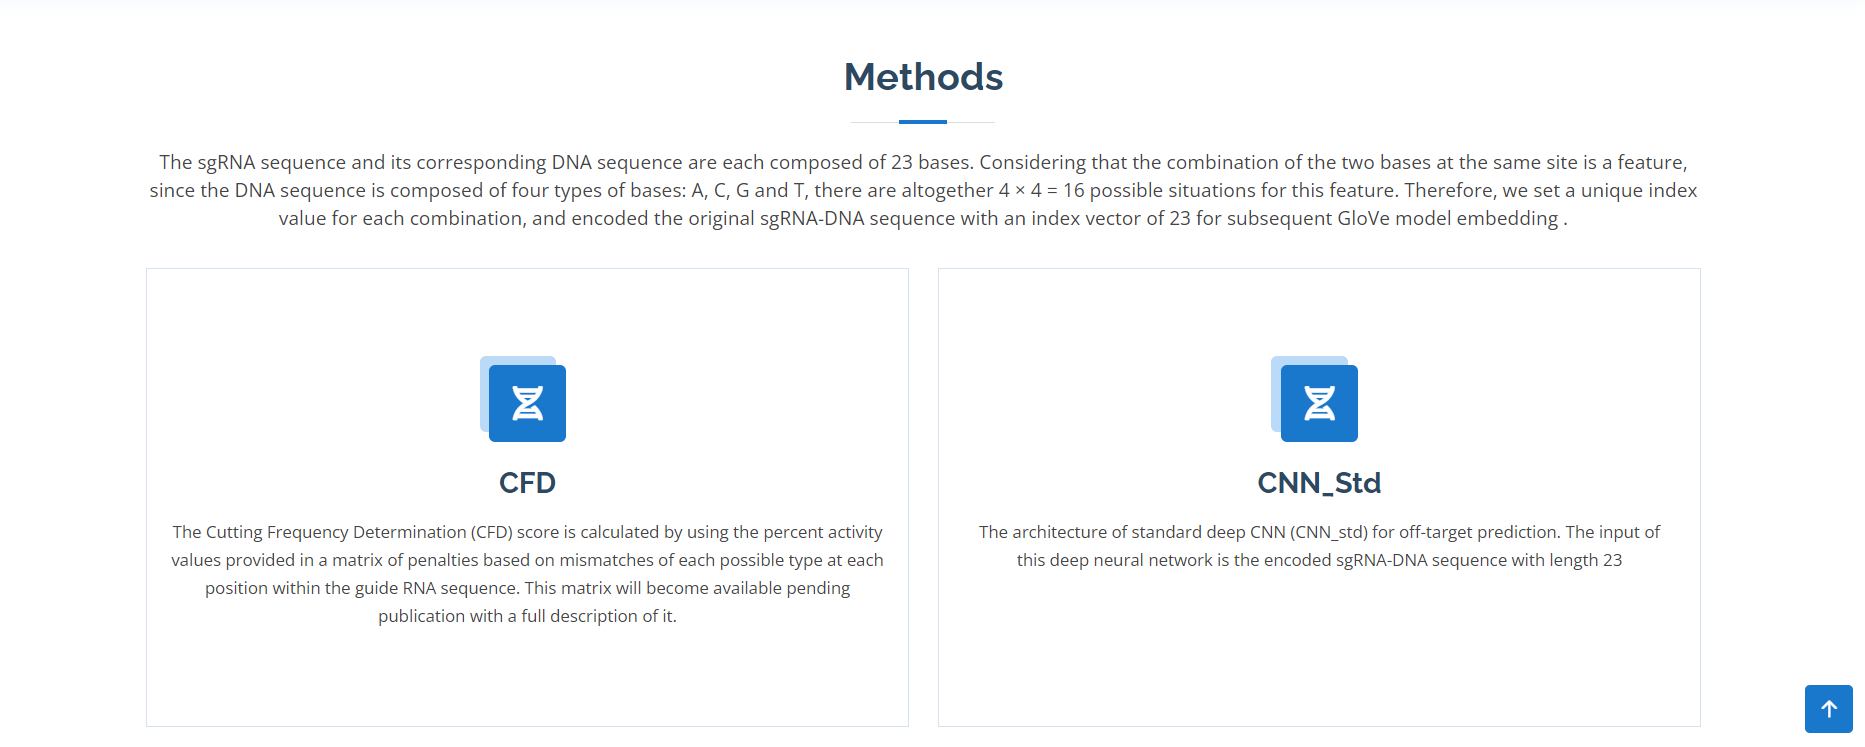 Methods
The sgRNA sequence and its corresponding DNA sequence are each composed of 23 bases. Considering that the combination of the two bases at the same site is a feature,
since the DNA sequence is composed of four types of bases: A, C, G and T, there are altogether 4 × 4 = 16 possible situations for this feature. Therefore, we set a unique index
value for each combination, and encoded the original sgRNA-DNA sequence with an index vector of 23 for subsequent GloVe model embedding .
CFD
The Cutting Frequency Determination (CFD) score is calculated by using the percent activity
values provided in a matrix of penalties based on mismatches of each possible type at each
position within the guide RNA sequence. This matrix will become available pending
publication with a full description of it.
CNN_Std
The architecture of standard deep CNN (CNN_std) for off-target prediction. The input of
this deep neural network is the encoded sgRNA-DNA sequence with length 23